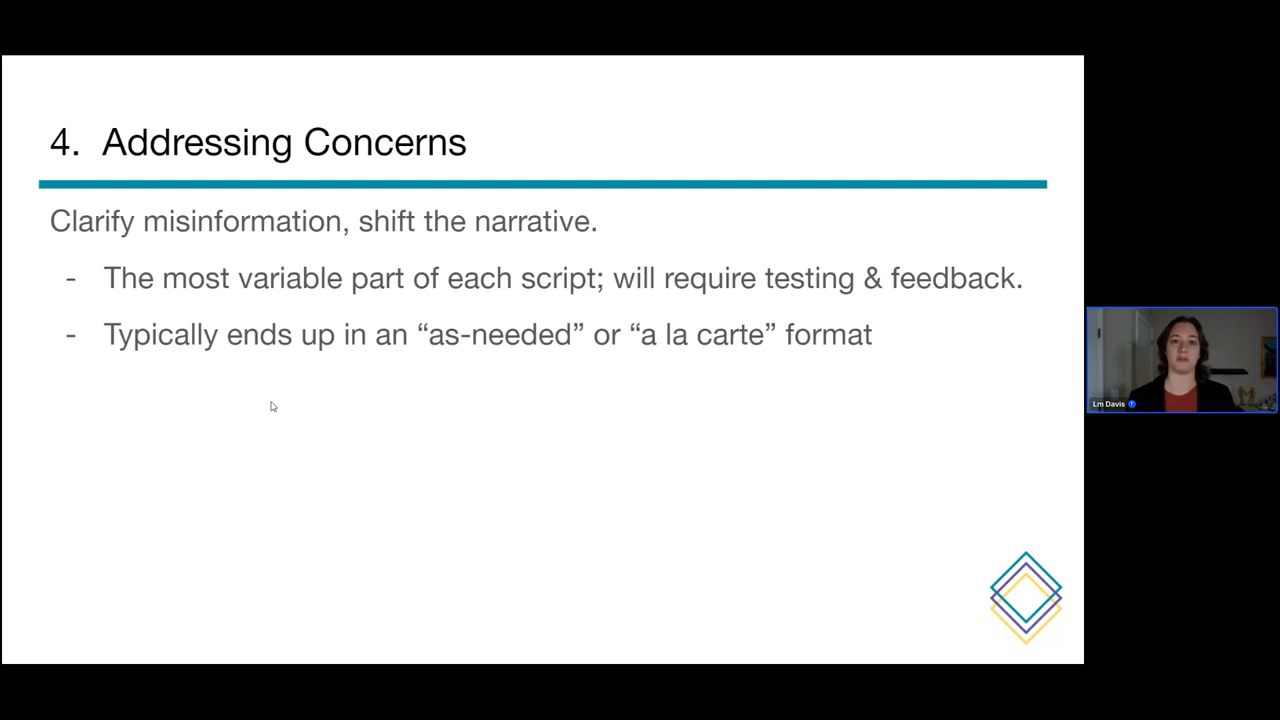 4. Addressing Concerns
Clarify misinformation, shift the narrative.
- The most variable part of each script; will require testing & feedback.
- Typically ends up in an “as-needed” or “a la carte” format
Lm Davis